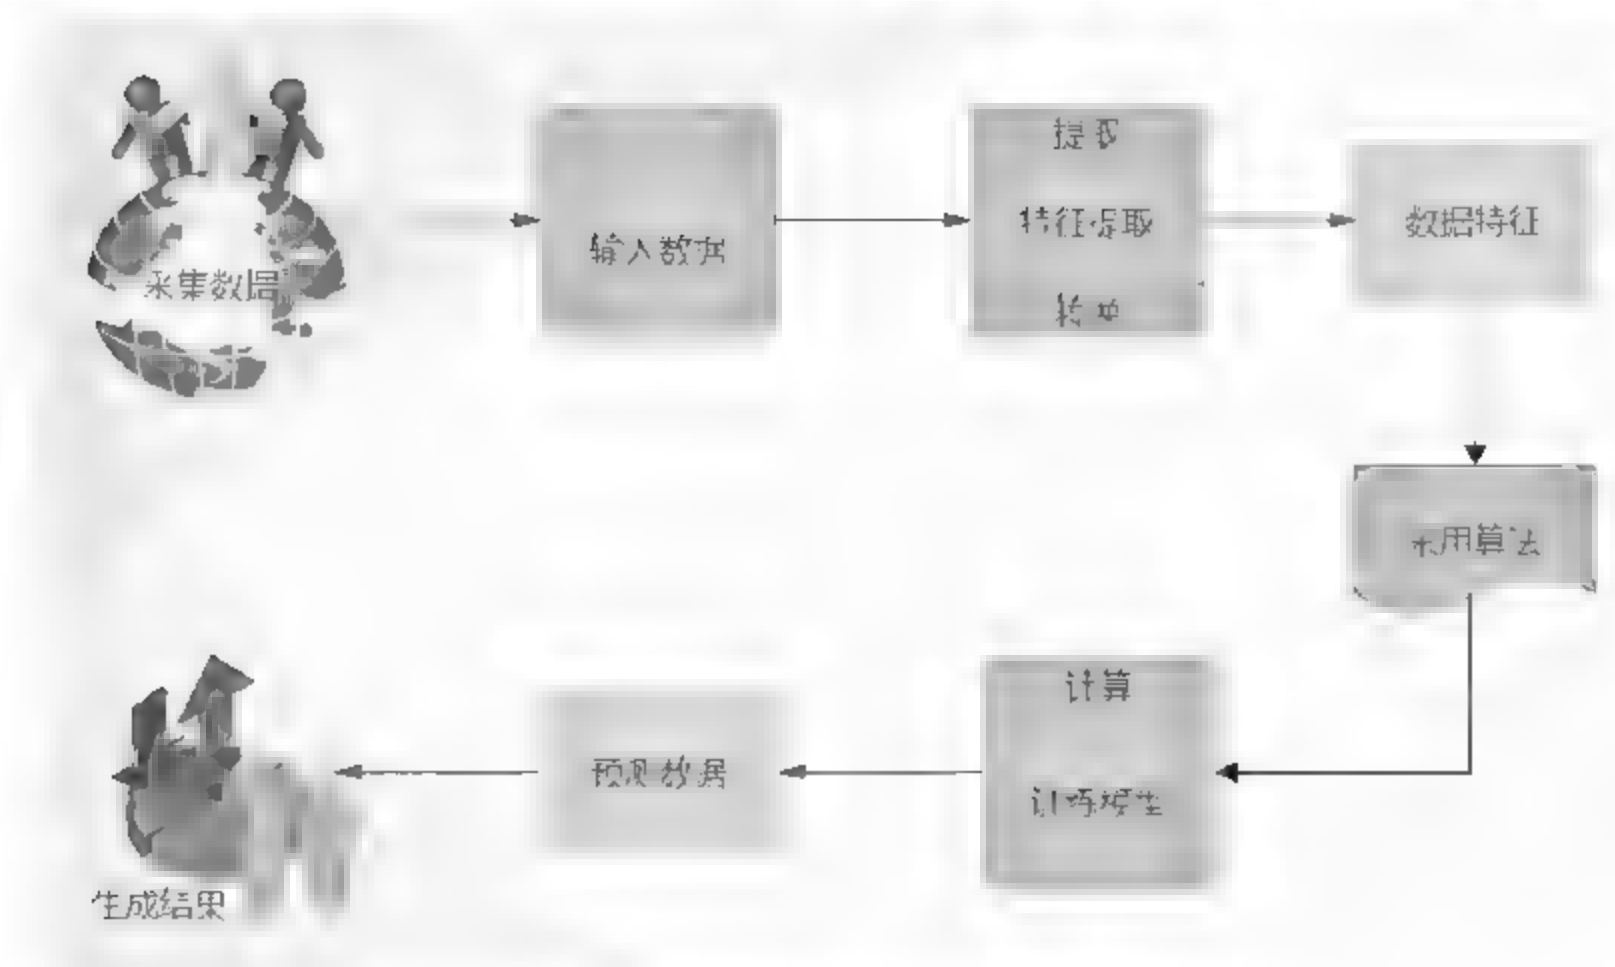 采集数据
输入数据
提取
特征提取
转换
数据特征
采用算法
计算
训练模型
预测数据
生成结果